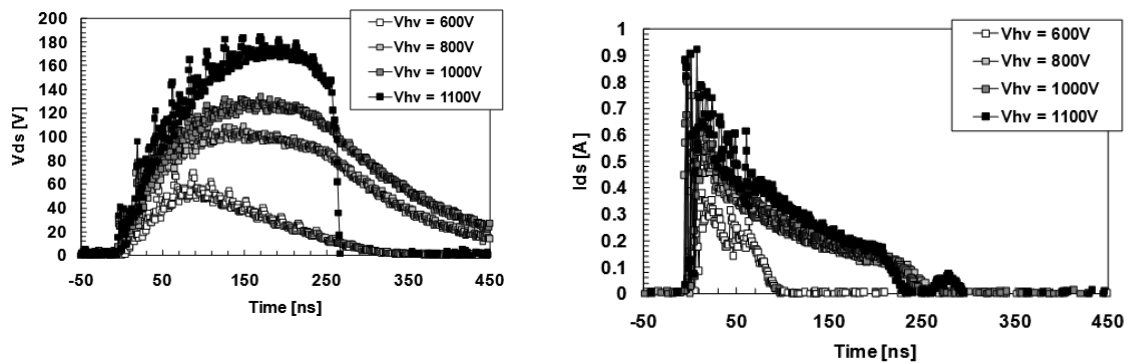 200
180
160
140
120
100
80
60
40
20
0
Vds [V]
-50 50 150 250 350 450
Time [ns]
Vhv = 600V
Vhv = 800V
Vhv = 1000V
Vhv = 1100V
1
0.9
0.8
0.7
0.6
0.5
0.4
0.3
0.2
0.1
0
Ids [A]
-50 50 150 250 350 450
Time [ns]
Vhv = 600V
Vhv = 800V
Vhv = 1000V
Vhv = 1100V